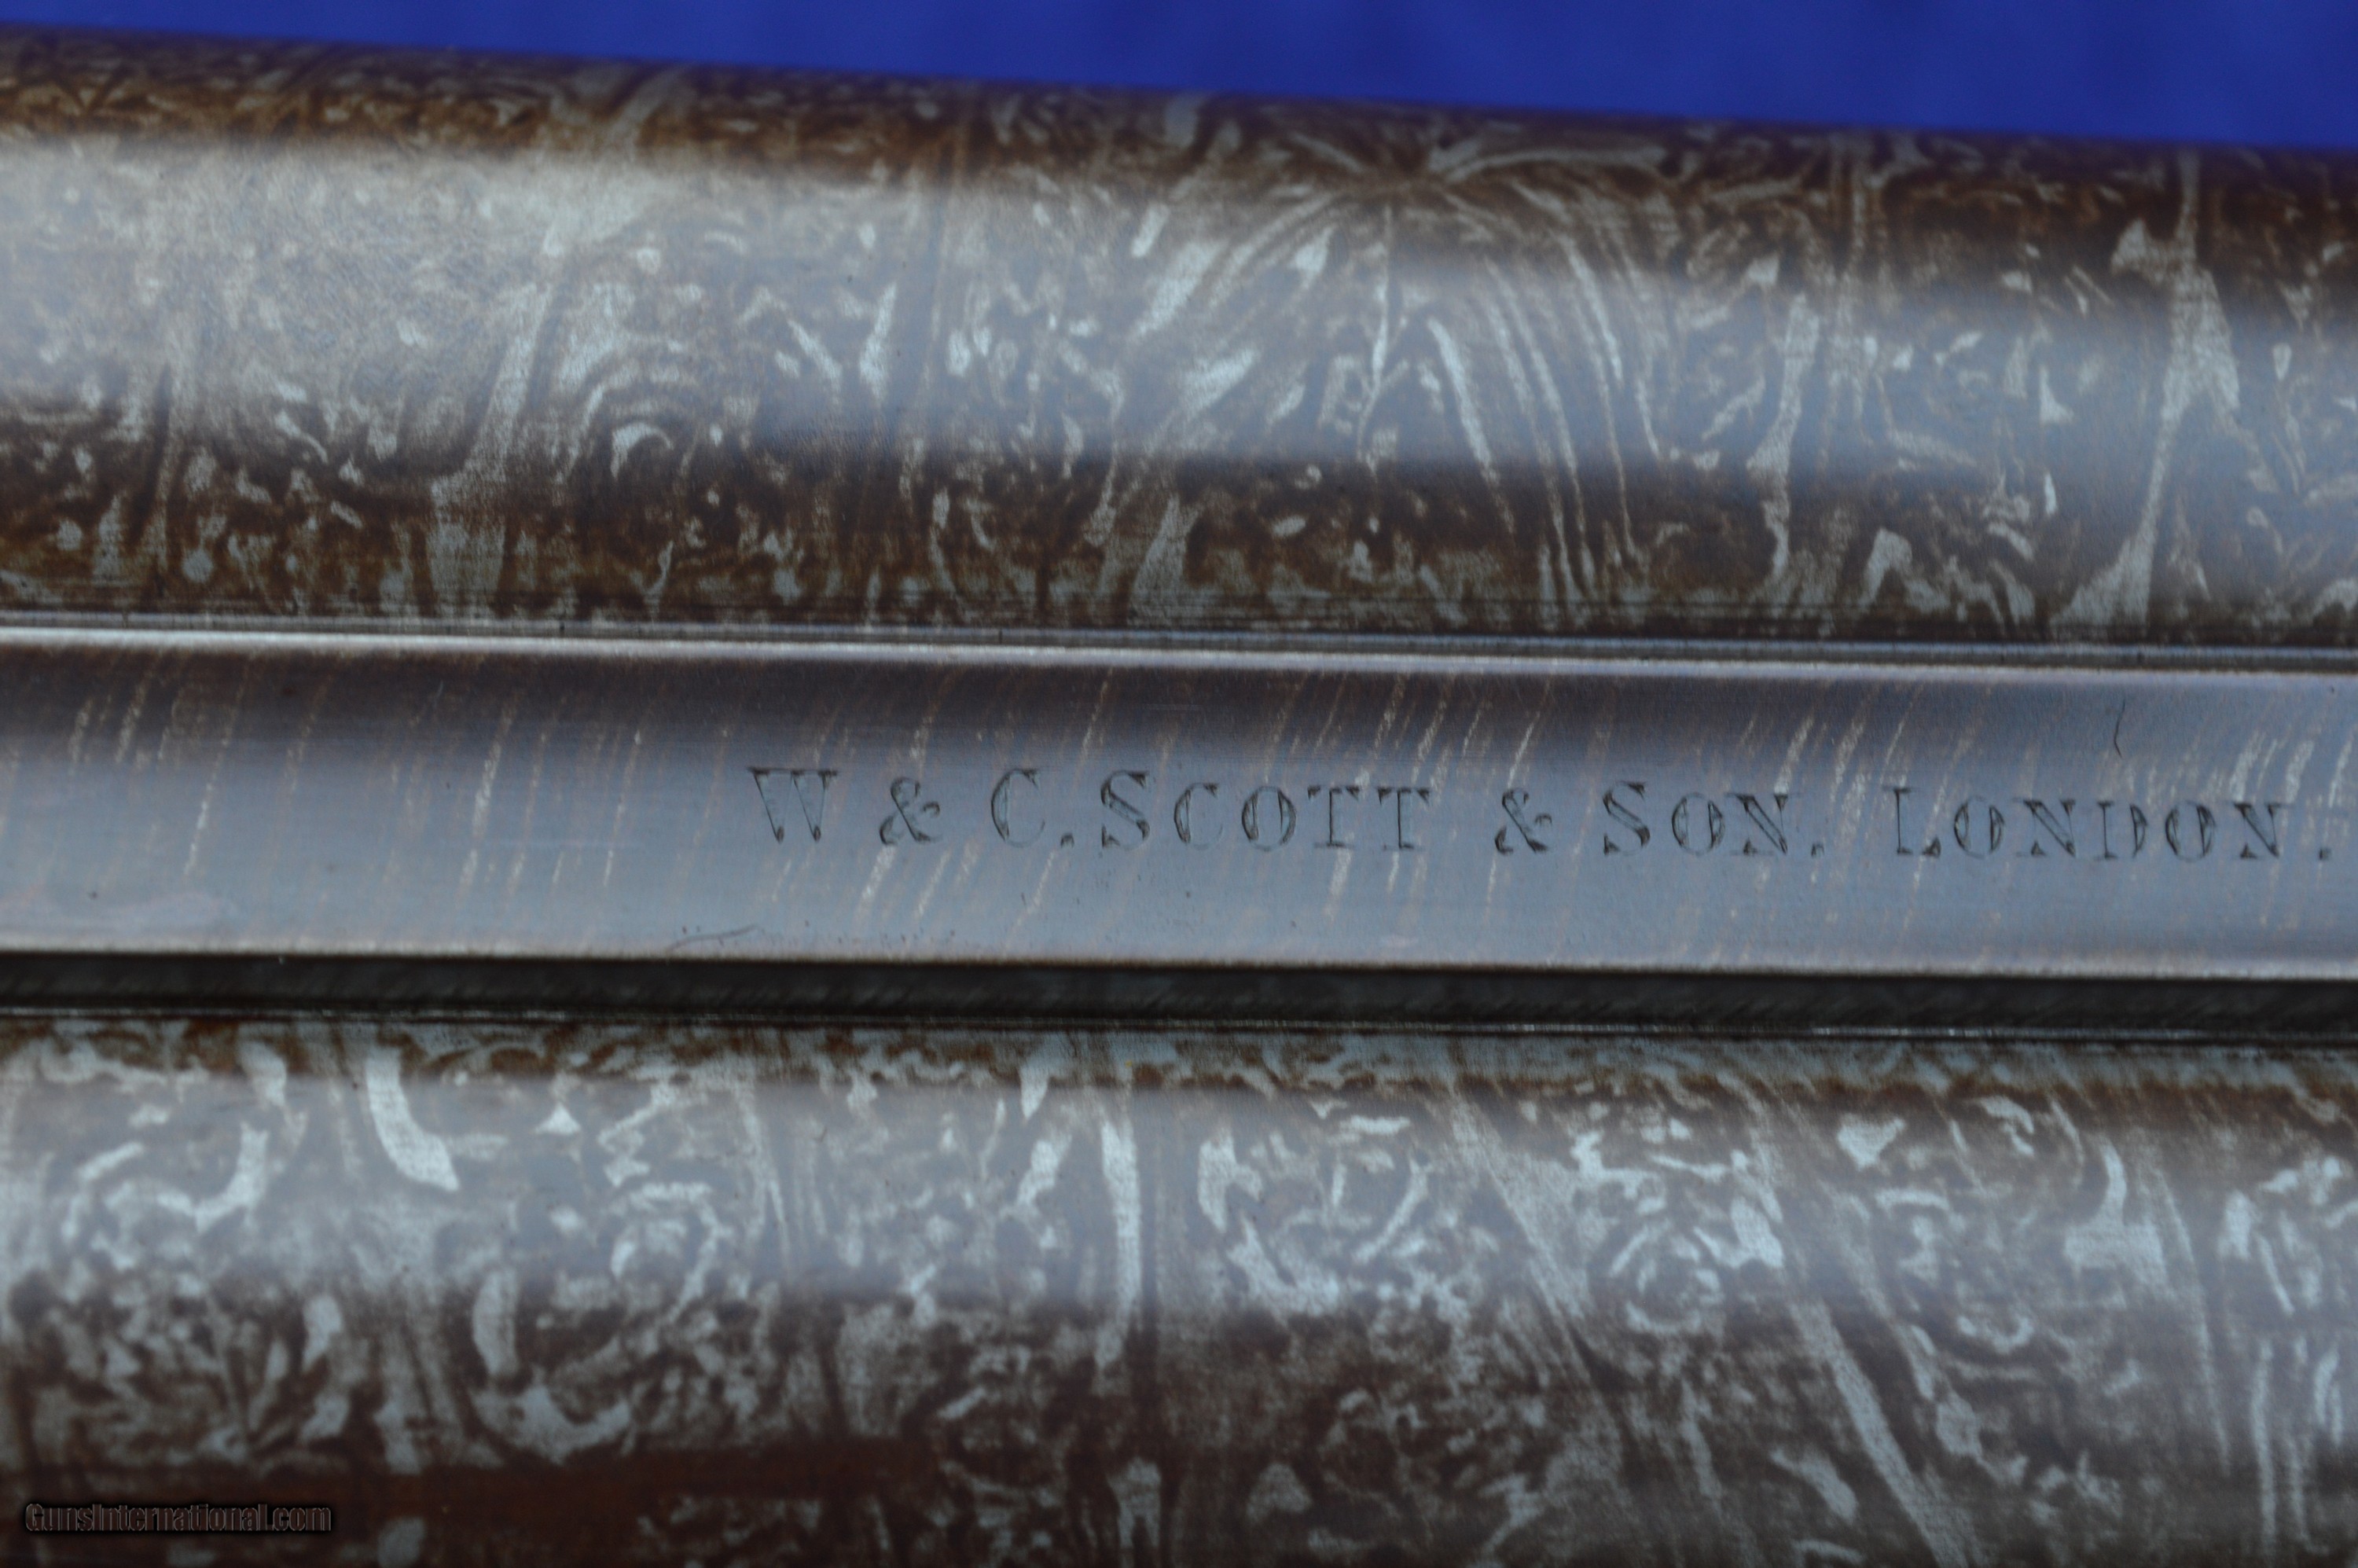 W & C. SCOTT & SON. LONDON.
GunsInternational.com